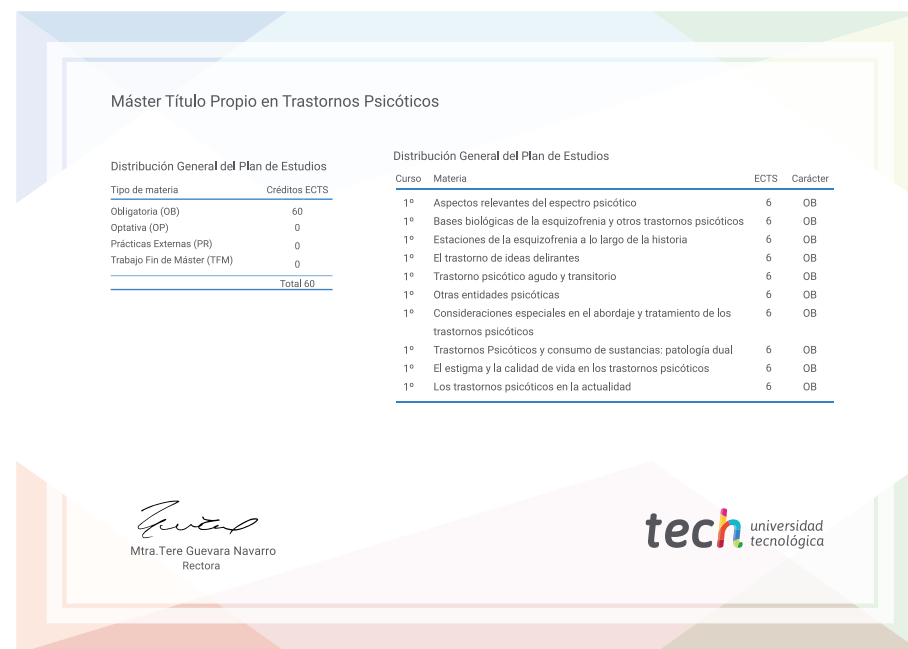 Máster Título Propio en Trastornos Psicóticos
Distribución General del Plan de Estudios
Tipo de materia Créditos ECTS
Obligatoria (OB) 60
Optativa (OP) 0
Prácticas Externas (PR) 0
Trabajo Fin de Máster (TFM) 0
Total 60
Distribución General del Plan de Estudios
Curso Materia ECTS Carácter
1º Aspectos relevantes del espectro psicótico 6 OB
1º Bases biológicas de la esquizofrenia y otros trastornos psicóticos 6 OB
1º Estaciones de la esquizofrenia a lo largo de la historia 6 OB
1º El trastorno de ideas delirantes 6 OB
1º Trastorno psicótico agudo y transitorio 6 OB
1º Otras entidades psicóticas 6 OB
1º Consideraciones especiales en el abordaje y tratamiento de los 6 OB
trastornos psicóticos
1º Trastornos Psicóticos y consumo de sustancias: patología dual 6 OB
1º El estigma y la calidad de vida en los trastornos psicóticos 6 OB
1º Los trastornos psicóticos en la actualidad 6 OB
Mtra.Tere Guevara Navarro
Rectora
tech universidad
tecnológica